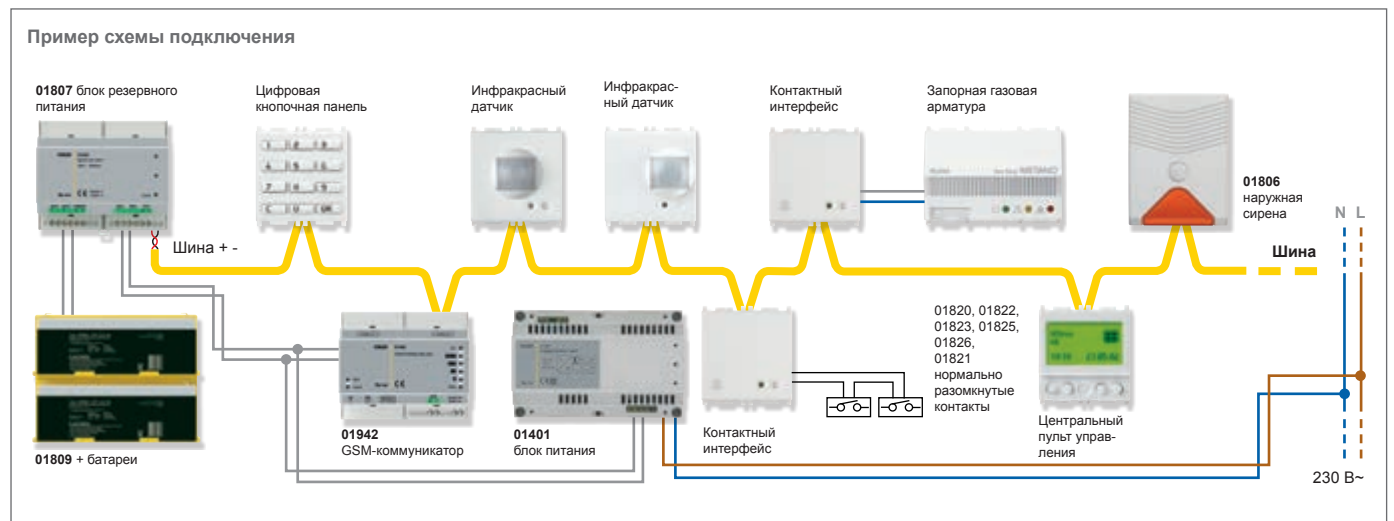 Пример схемы подключения
01807 блок резервного
питания
Цифровая
кнопочная панель
Инфракрасный
датчик
Инфракрас-
ный датчик
Контактный
интерфейс
Запорная газовая
арматура
01806
наружная
сирена
N L
Шина + -
Шина
01820, 01822,
01823, 01825,
01826,
01821
нормально
разомкнутые
контакты
01809 + батареи
01942
GSM-коммуникатор
01401
блок питания
Контактный
интерфейс
Центральный
пульт управ-
ления
230 В~